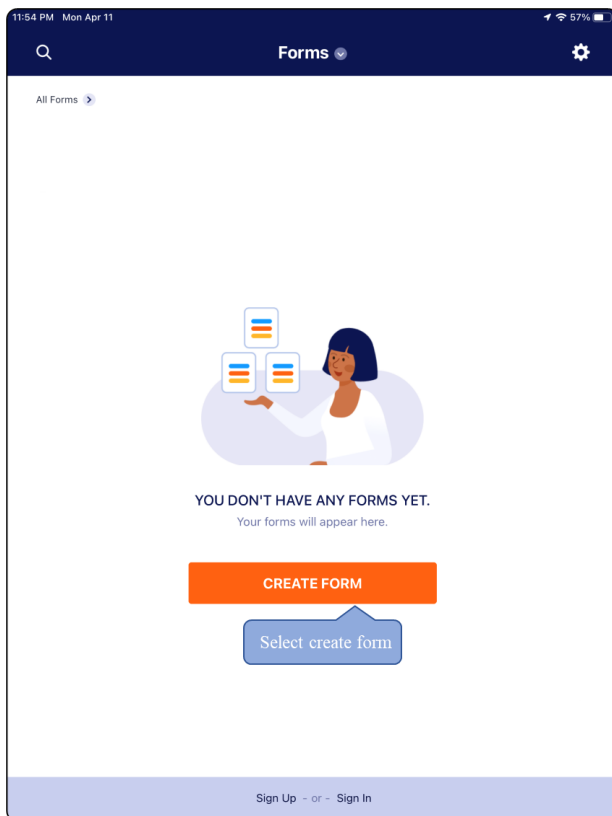 11:54 PM Mon Apr 11 57%
Forms
All Forms
YOU DON'T HAVE ANY FORMS YET.
Your forms will appear here.
CREATE FORM
Select create form
Sign Up - or - Sign In